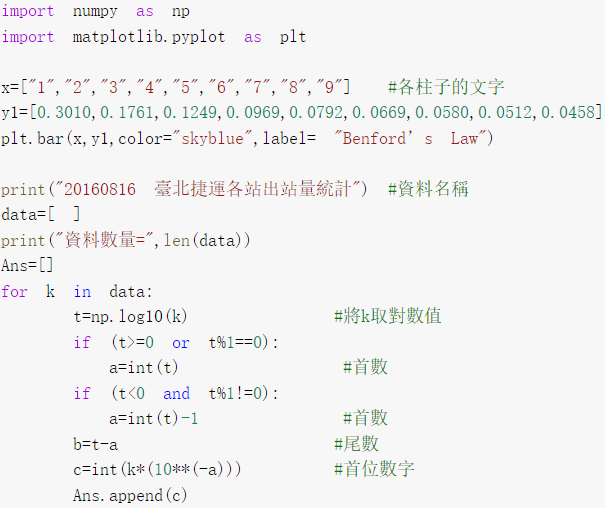 import numpy as np
import matplotlib.pyplot as plt
x=["1","2","3","4","5","6","7","8","9"] #各柱子的文字
y1=[0.3010,0.1761,0.1249,0.0969,0.0792,0.0669,0.0580,0.0512,0.0458]
plt.bar(x,y1,color="skyblue",label= "Benford’s Law")
print("20160816 臺北捷運各站出站量統計") #資料名稱
data=[ ]
print("資料數量=",len(data))
Ans=[]
for k in data:
t=np.log10(k) #將k取對數值
if (t>=0 or t%1==0):
a=int(t) #首數
if (t<0 and t%1!=0):
a=int(t)-1 #首數
b=t-a #尾數
c=int(k*(10**(-a))) #首位數字
Ans.append(c)